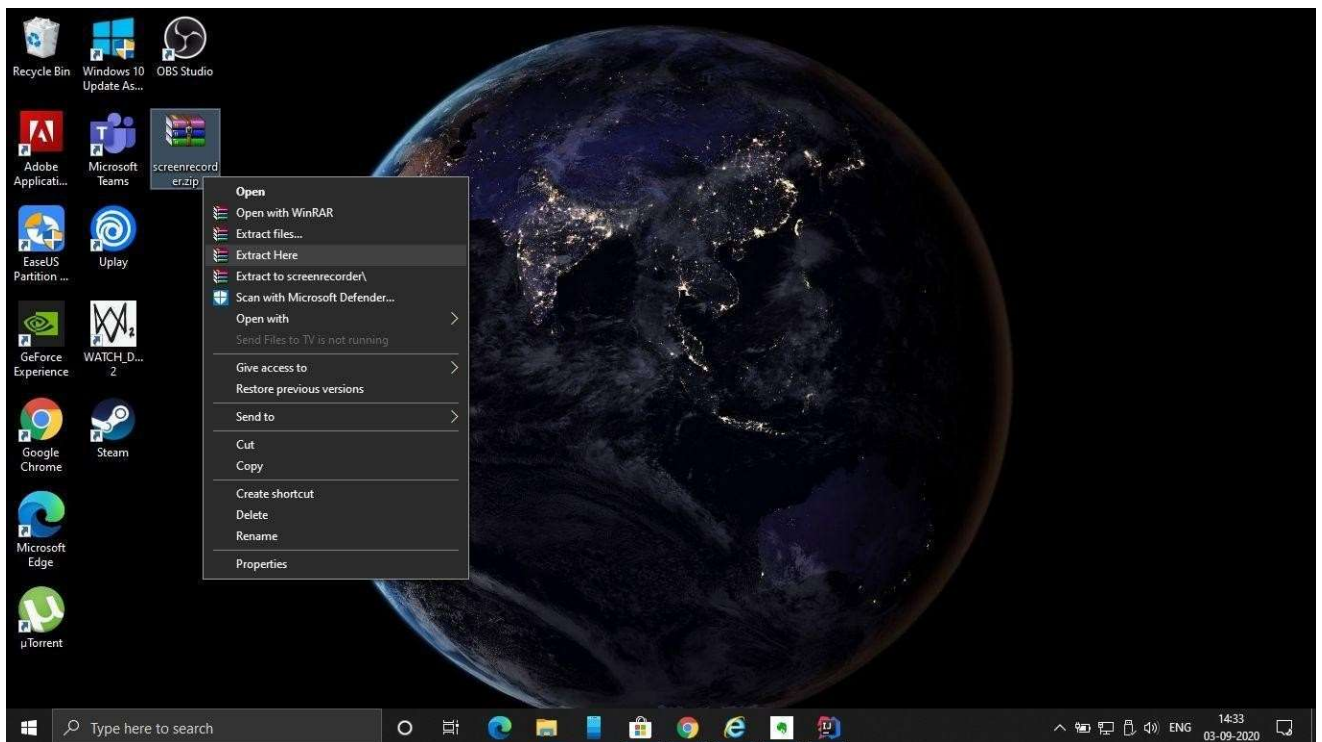 Recycle Bin
Windows 10
Update As...
OBS Studio
Adobe
Applicati...
Microsoft
Teams
screenrecord
er.zip
EaseUS
Partition ...
Uplay
GeForce
Experience
WATCH_D...
2
Google
Chrome
Steam
Microsoft
Edge
µTorrent
Open
Open with WinRAR
Extract files...
Extract Here
Extract to screenrecorder\
Scan with Microsoft Defender...
Open with
Send Files to TV is not running
Give access to
Restore previous versions
Send to
Cut
Copy
Create shortcut
Delete
Rename
Properties
Type here to search
ENG
14:33
03-09-2020